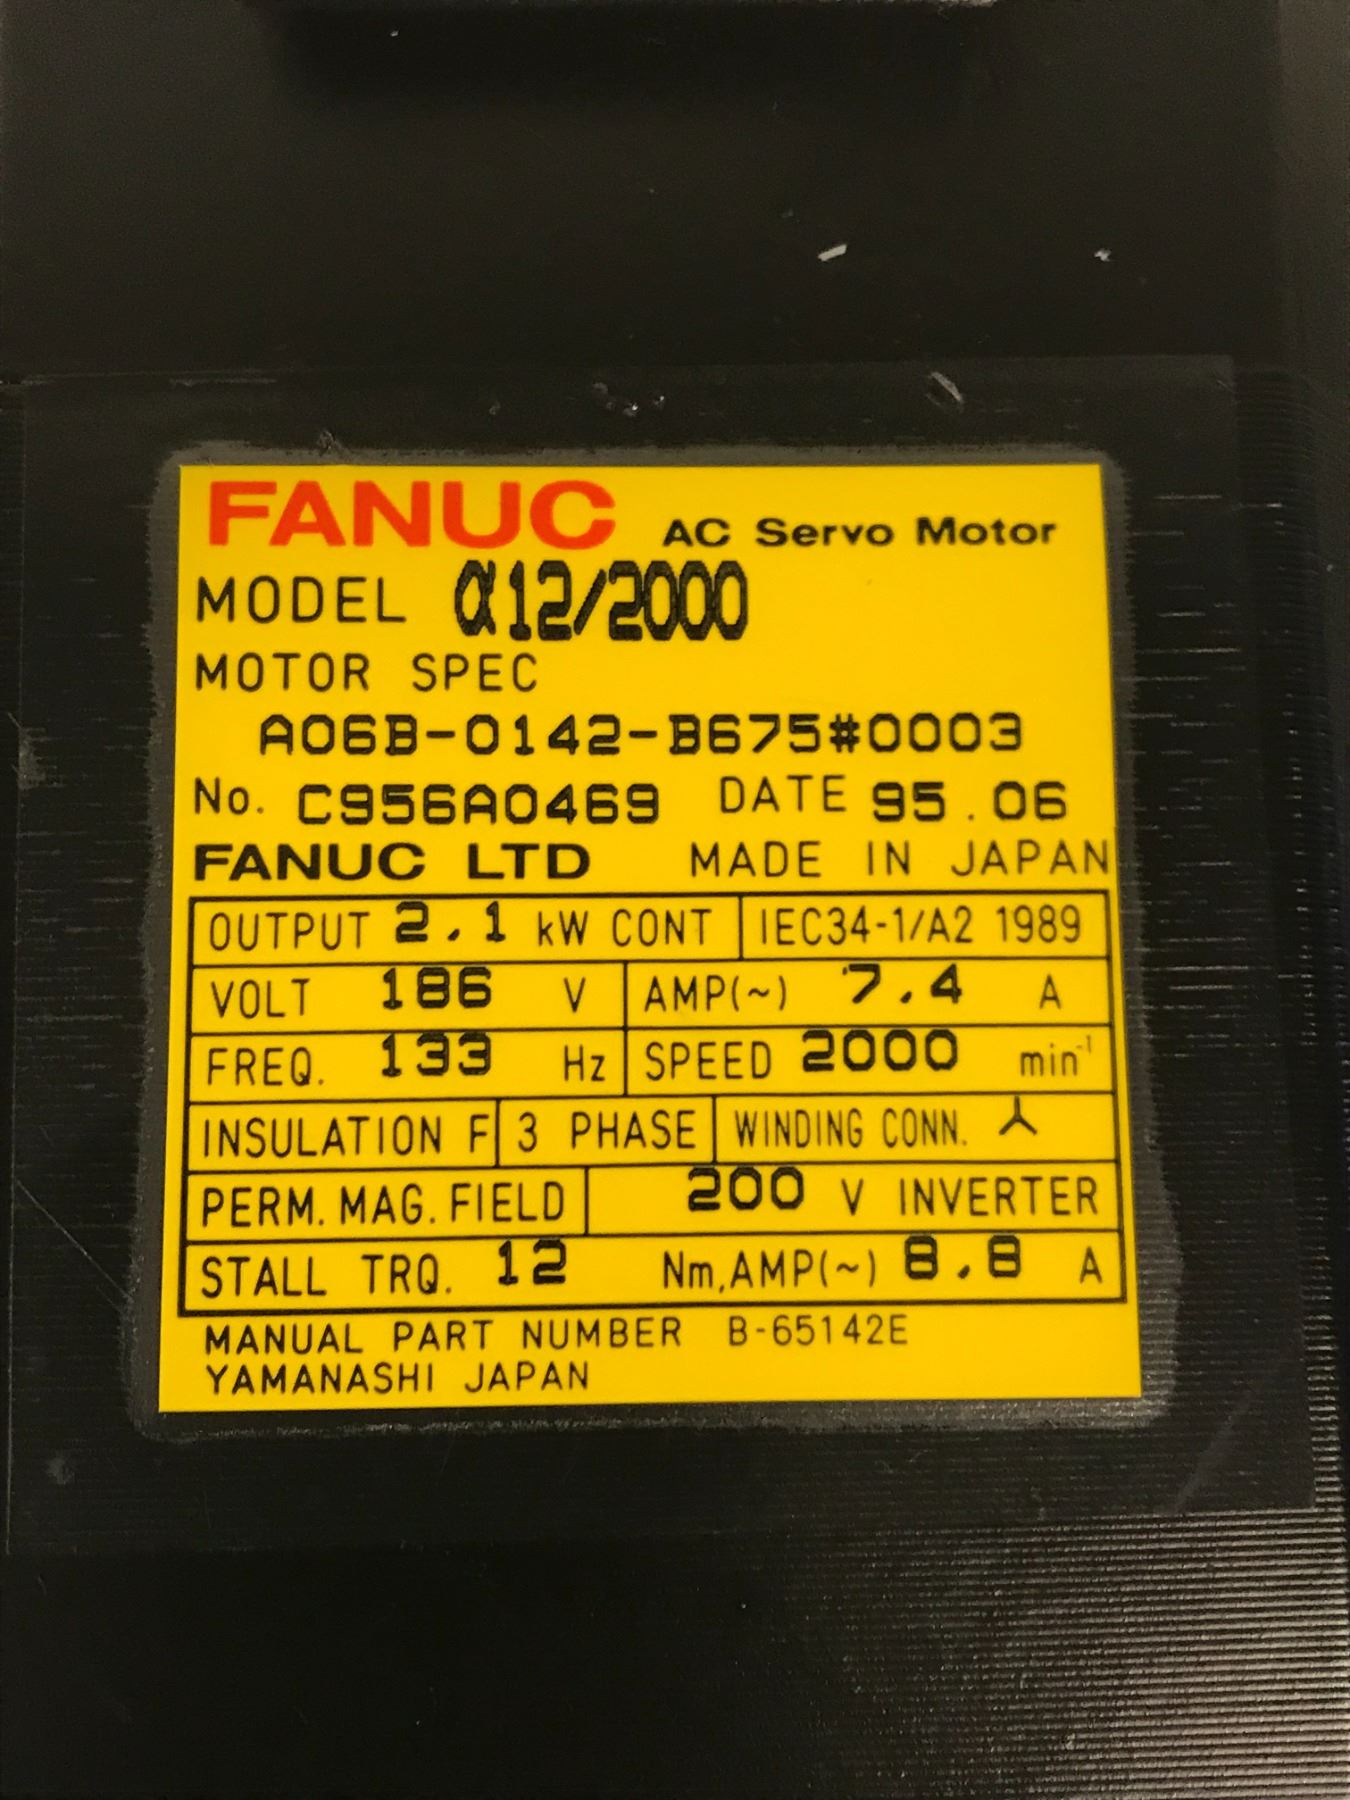 FANUC AC Servo Motor
MODEL α12/2000
MOTOR SPEC
A06B-0142-B675#0003
No. C956A0469 DATE 95.06
FANUC LTD MADE IN JAPAN
OUTPUT 2.1 kW CONT IEC34-1/A2 1989
VOLT 186 V AMP(~) 7.4 A
FREQ. 133 Hz SPEED 2000 min⁻¹
INSULATION F 3 PHASE WINDING CONN. ⅄
PERM. MAG. FIELD 200 V INVERTER
STALL TRQ. 12 Nm,AMP(~) 8.8 A
MANUAL PART NUMBER B-65142E
YAMANASHI JAPAN